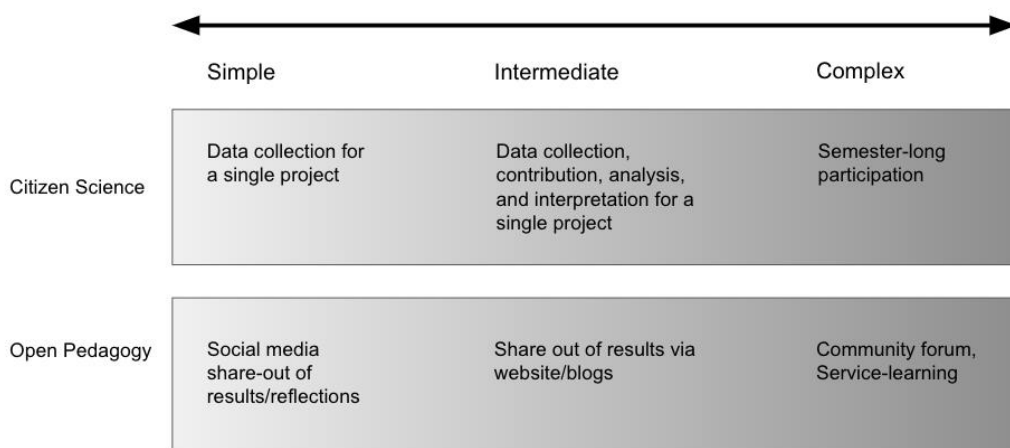 Simple
Intermediate
Complex
Citizen Science
Data collection for
a single project
Data collection,
contribution, analysis,
and interpretation for a
single project
Semester-long
participation
Open Pedagogy
Social media
share-out of
results/reflections
Share out of results via
website/blogs
Community forum,
Service-learning